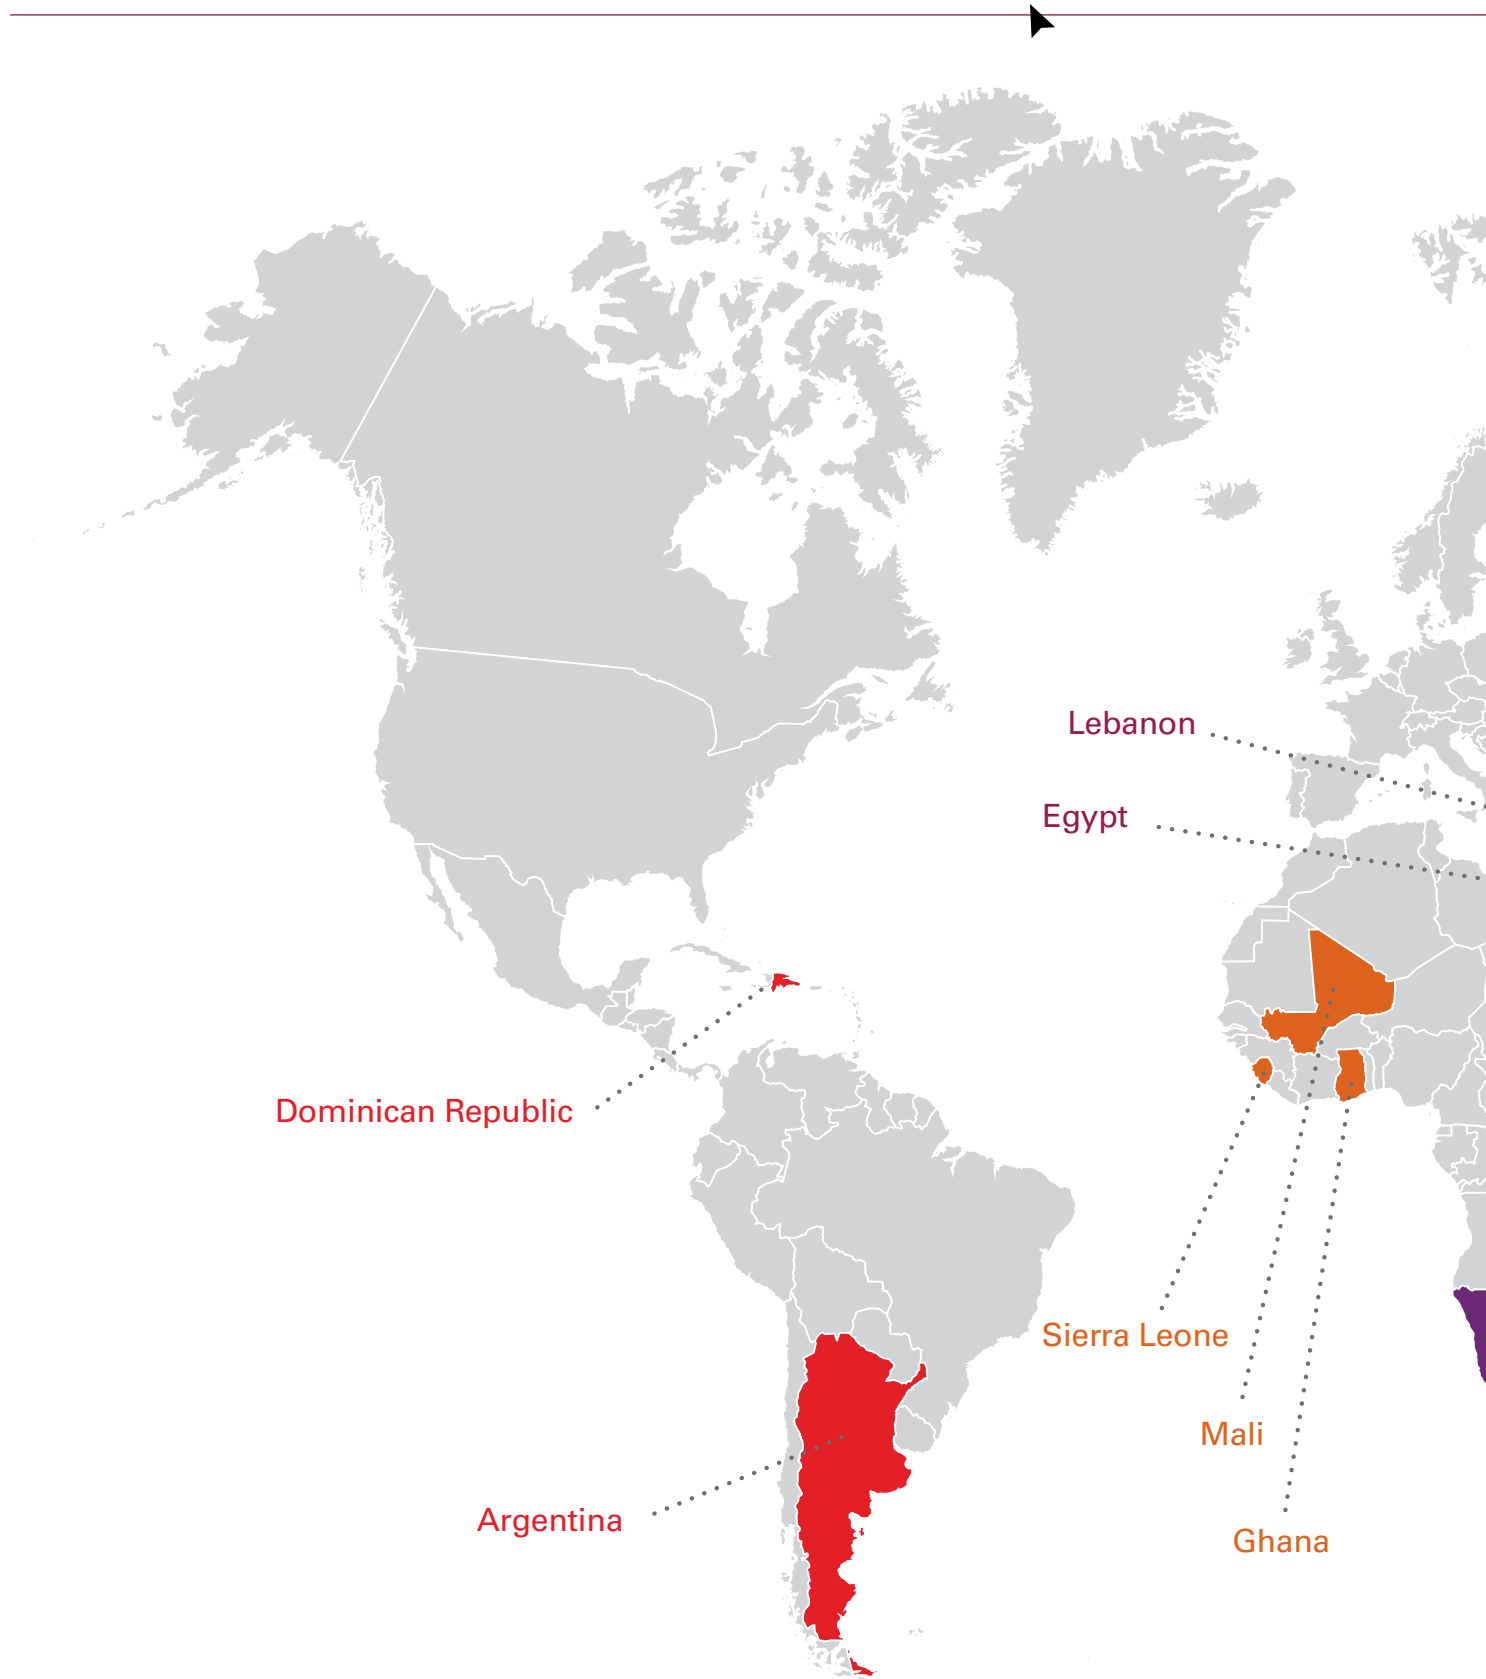 Lebanon
Egypt
Dominican Republic
Sierra Leone
Mali
Argentina
Ghana